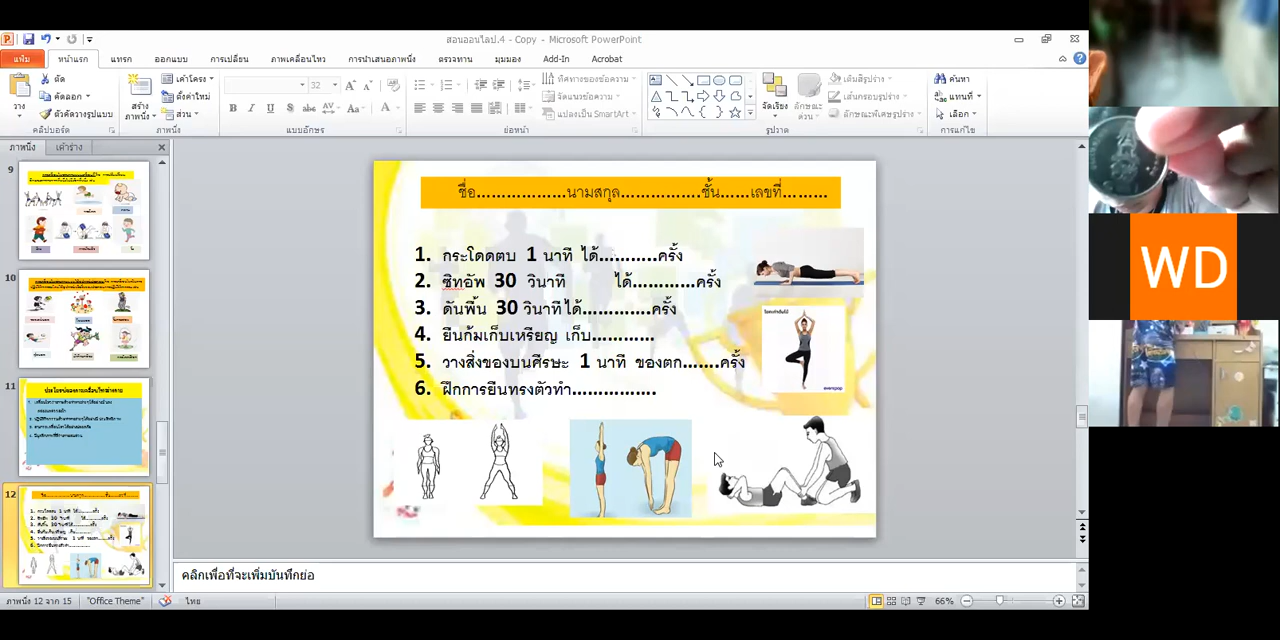 สอนออนไลป.4 - Copy - Microsoft PowerPoint
แฟ้ม หน้าแรก แทรก ออกแบบ การเปลี่ยน ภาพเคลื่อนไหว การนำเสนอภาพนิ่ง ตรวจทาน มุมมอง Add-In Acrobat
วาง
ตัด
คัดลอก
ตัวคัดวางรูปแบบ
คลิปบอร์ด
สร้างภาพนิ่ง
เค้าโครง
ตั้งค่าใหม่
ส่วน
ภาพนิ่ง
32
แบบอักษร
ทิศทางของข้อความ
จัดแนวข้อความ
แปลงเป็น SmartArt
ย่อหน้า
จัดเรียง
ลักษณะด่วน
เติมสีรูปร่าง
เส้นกรอบรูปร่าง
ลักษณะพิเศษรูปร่าง
รูปวาด
ค้นหา
แทนที่
เลือก
การแก้ไข
ภาพนิ่ง เค้าร่าง
9
10
11
12
ชื่อ..................นามสกุล................ชั้น......เลขที่.........
1. กระโดดตบ 1 นาที ได้...........ครั้ง
2 ซิทอัพ 30 วินาที ได้............ครั้ง
3. ดันพื้น 30 วินาทีได้.............ครั้ง
4. ยืนก้มเก็บเหรียญ เก็บ............
5. วางสิ่งของบนศีรษะ 1 นาที ของตก.......ครั้ง
6. ฝึกการยืนทรงตัวทำ................
WD
คลิกเพื่อที่จะเพิ่มบันทึกย่อ
ภาพนิ่ง 12 จาก 15 "Office Theme" ไทย 66%